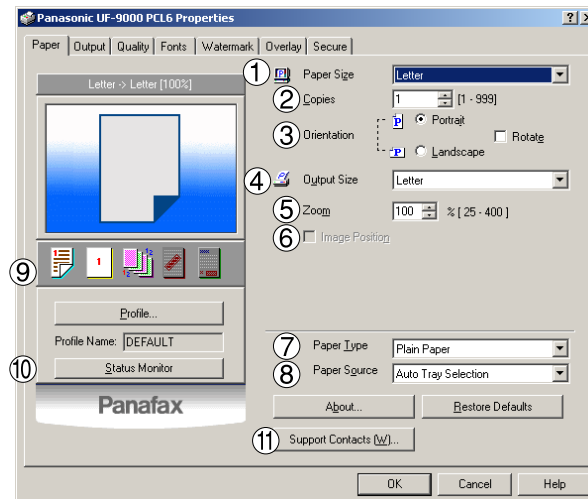 Panasonic UF-9000 PCL6 Properties
Paper Output Quality Fonts Watermark Overlay Secure
Letter -> Letter [100%]
① Paper Size Letter
② Copies 1 [1 - 999]
③ Orientation Portrait
Rotate
Landscape
④ Output Size Letter
⑤ Zoom 100 % [ 25 - 400 ]
⑥ Image Position
⑨
Profile...
Profile Name: DEFAULT
⑩ Status Monitor
Panafax
⑦ Paper Type Plain Paper
⑧ Paper Source Auto Tray Selection
About... Restore Defaults
⑪ Support Contacts (W)...
OK Cancel Help